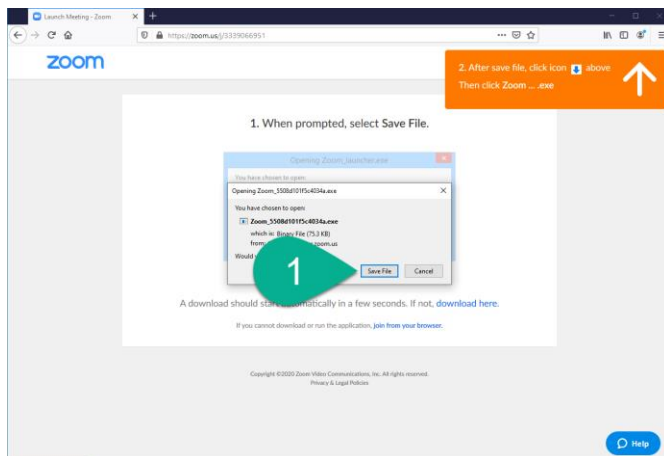 Launch Meeting - Zoom
https://zoom.us/j/3339066951
zoom
2. After save file, click icon above
Then click Zoom ... .exe
1. When prompted, select Save File.
Opening Zoom_launcher.exe
You have chosen to open:
Opening Zoom_5508d101f5c4034a.exe
You have chosen to open:
Zoom_5508d101f5c4034a.exe
which is: Binary File (75.3 KB)
from: zoom.us
Would
1
Save File
Cancel
A download should start automatically in a few seconds. If not, download here.
If you cannot download or run the application, join from your browser.
Copyright ©2020 Zoom Video Communications, Inc. All rights reserved.
Privacy & Legal Policies
Help